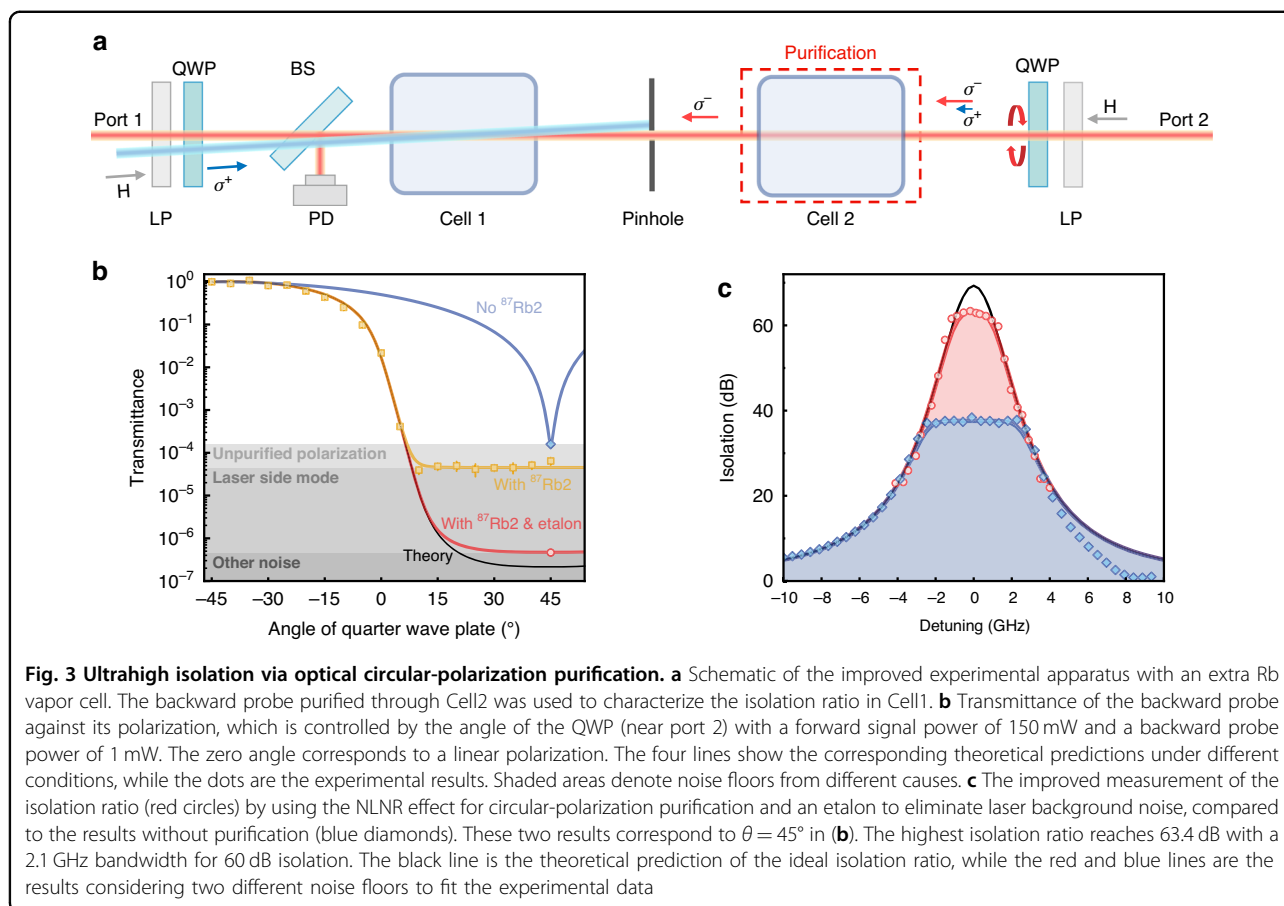 a
Purification
QWP
BS
σ⁻
σ⁻
σ⁺
QWP
H
Port 1
Port 2
H
σ⁺
LP
PD
Cell 1
Pinhole
Cell 2
LP
b
Transmittance
10⁰
10⁻¹
10⁻²
10⁻³
10⁻⁴
10⁻⁵
10⁻⁶
10⁻⁷
No ⁸⁷Rb2
Unpurified polarization
Laser side mode
With ⁸⁷Rb2
With ⁸⁷Rb2 & etalon
Theory
Other noise
−45 −30 −15 0 15 30 45
Angle of quarter wave plate (°)
c
Isolation (dB)
60
40
20
0
−10 −8 −6 −4 −2 0 2 4 6 8 10
Detuning (GHz)
Fig. 3 Ultrahigh isolation via optical circular-polarization purification. a Schematic of the improved experimental apparatus with an extra Rb
vapor cell. The backward probe purified through Cell2 was used to characterize the isolation ratio in Cell1. b Transmittance of the backward probe
against its polarization, which is controlled by the angle of the QWP (near port 2) with a forward signal power of 150 mW and a backward probe
power of 1 mW. The zero angle corresponds to a linear polarization. The four lines show the corresponding theoretical predictions under different
conditions, while the dots are the experimental results. Shaded areas denote noise floors from different causes. c The improved measurement of the
isolation ratio (red circles) by using the NLNR effect for circular-polarization purification and an etalon to eliminate laser background noise, compared
to the results without purification (blue diamonds). These two results correspond to θ = 45° in (b). The highest isolation ratio reaches 63.4 dB with a
2.1 GHz bandwidth for 60 dB isolation. The black line is the theoretical prediction of the ideal isolation ratio, while the red and blue lines are the
results considering two different noise floors to fit the experimental data